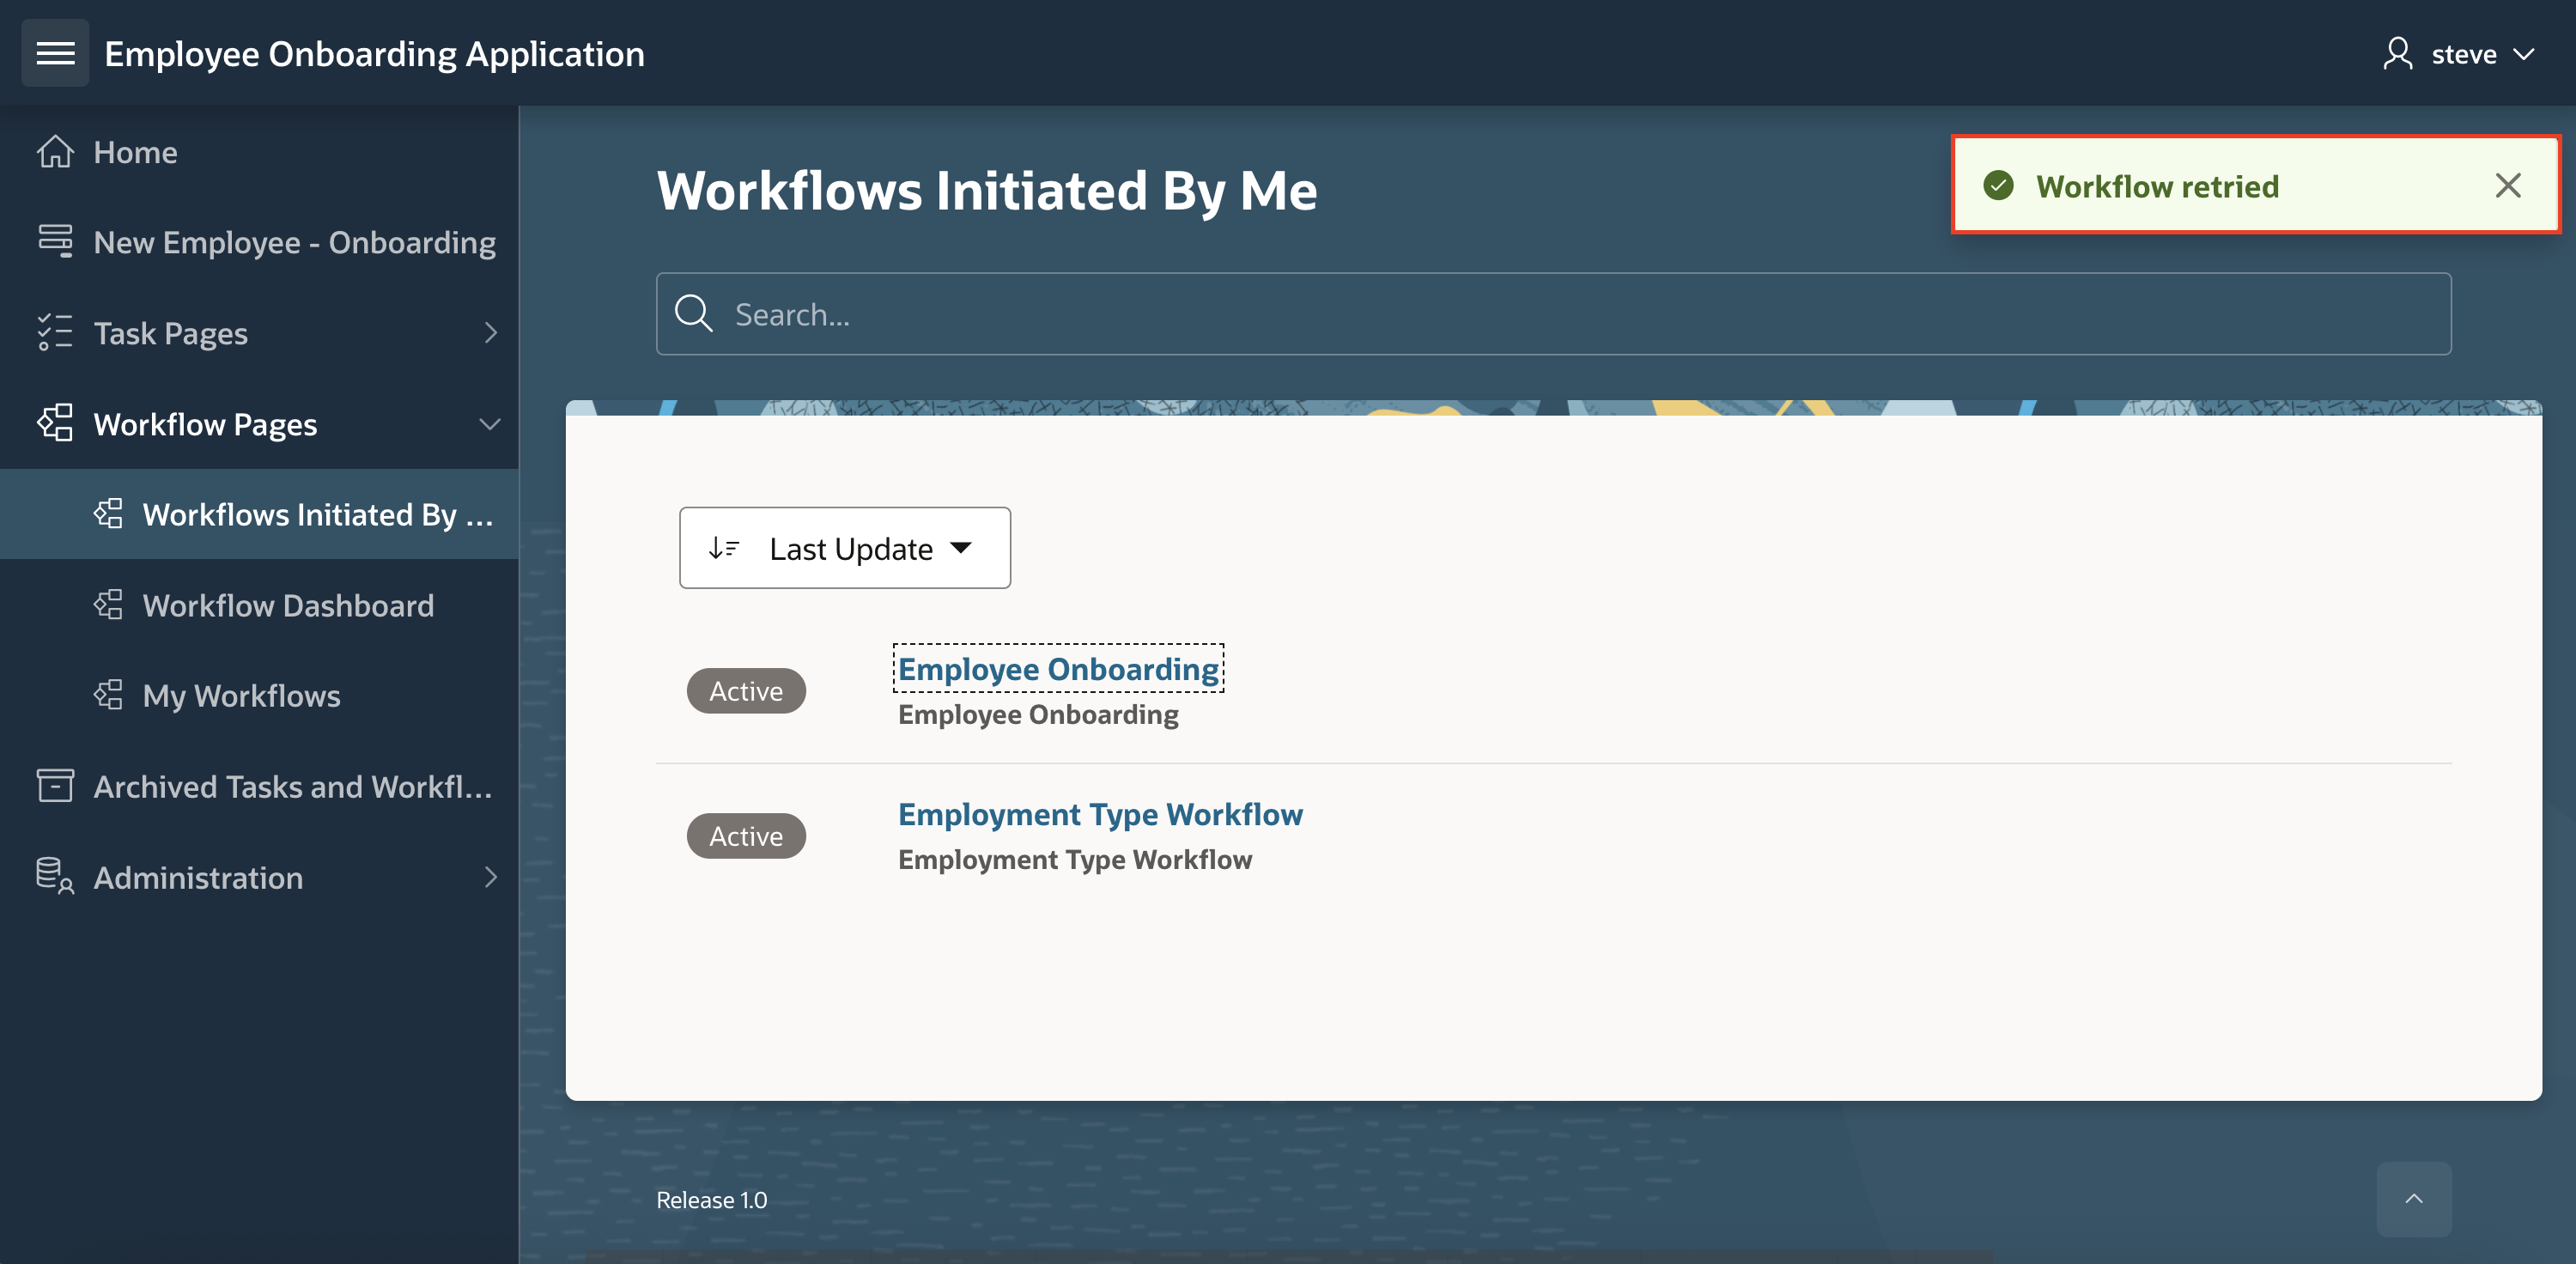 Employee Onboarding Application
steve
Home
New Employee - Onboarding
Task Pages
Workflow Pages
Workflows Initiated By ...
Workflow Dashboard
My Workflows
Archived Tasks and Workfl...
Administration
Workflows Initiated By Me
Workflow retried
Search...
Last Update
Active
Employee Onboarding
Employee Onboarding
Active
Employment Type Workflow
Employment Type Workflow
Release 1.0